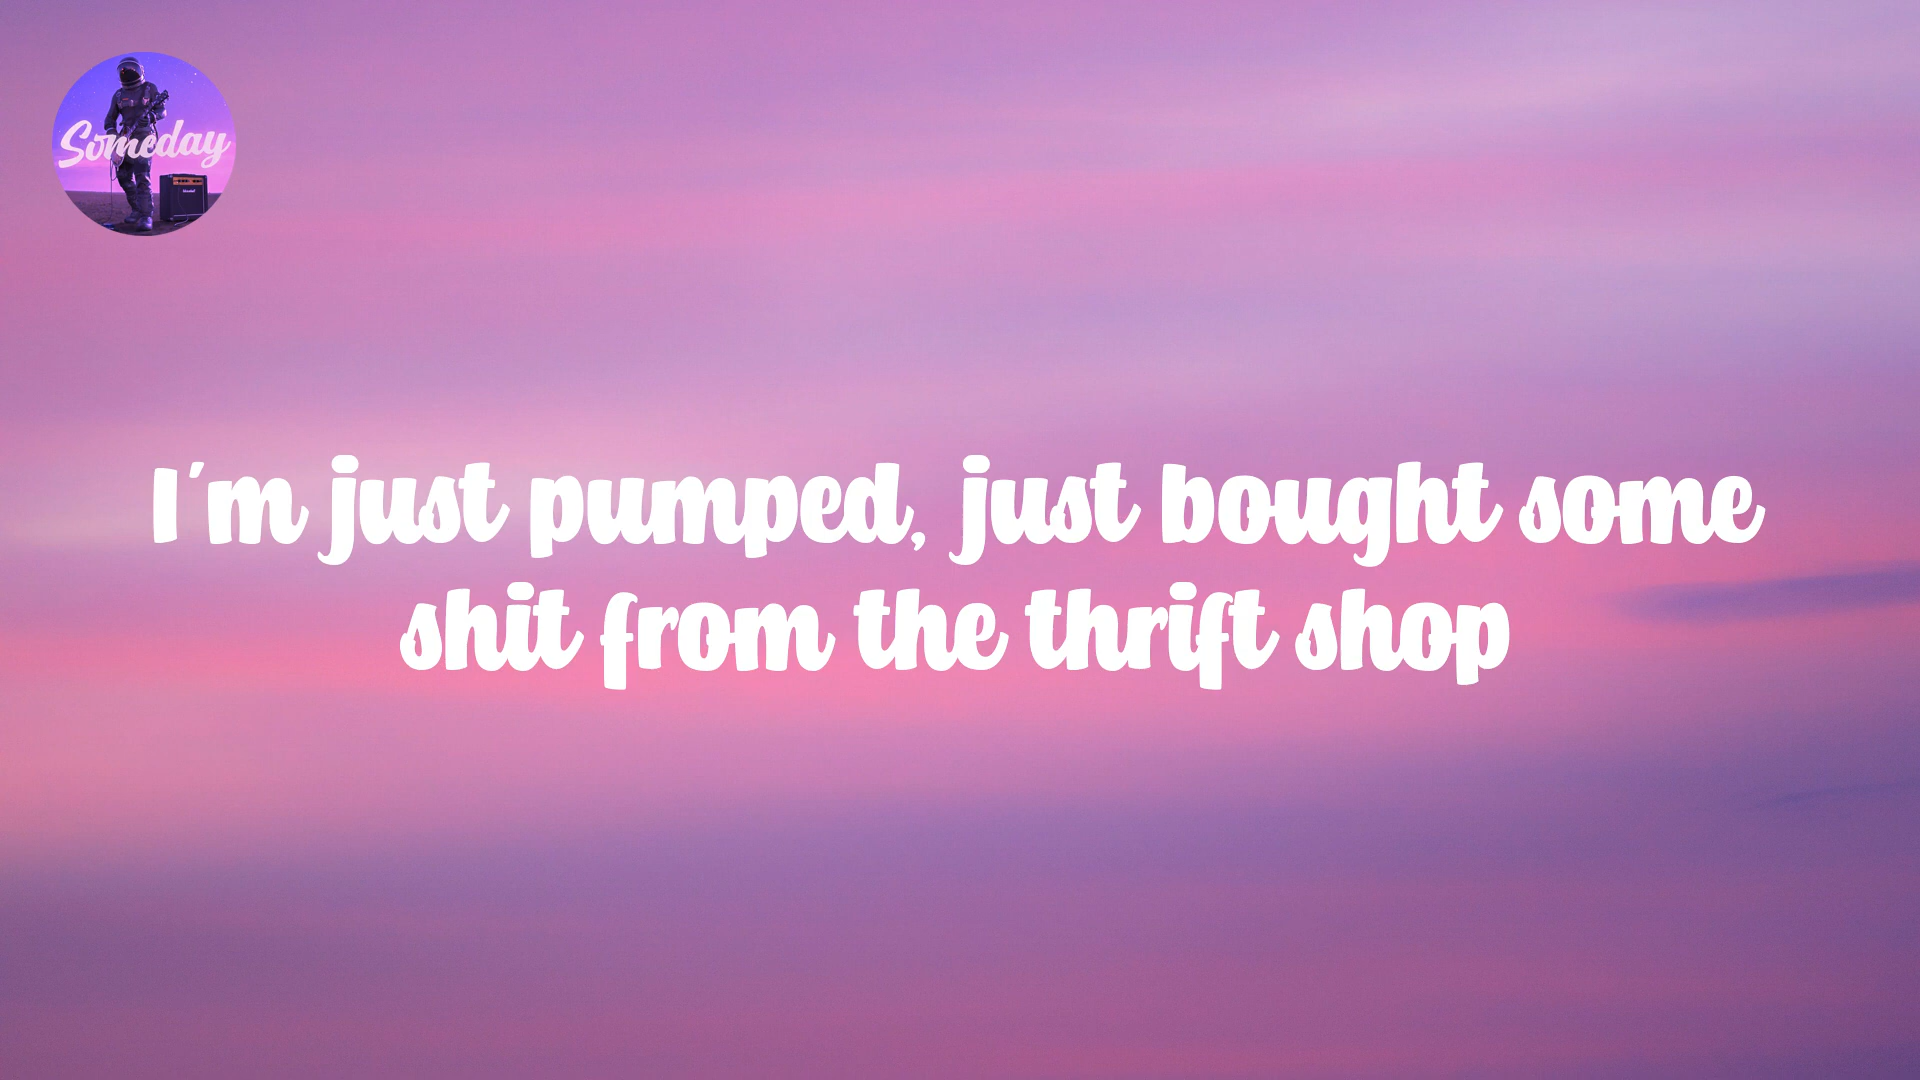 Someday
I'm just pumped, just bought some
shit from the thrift shop